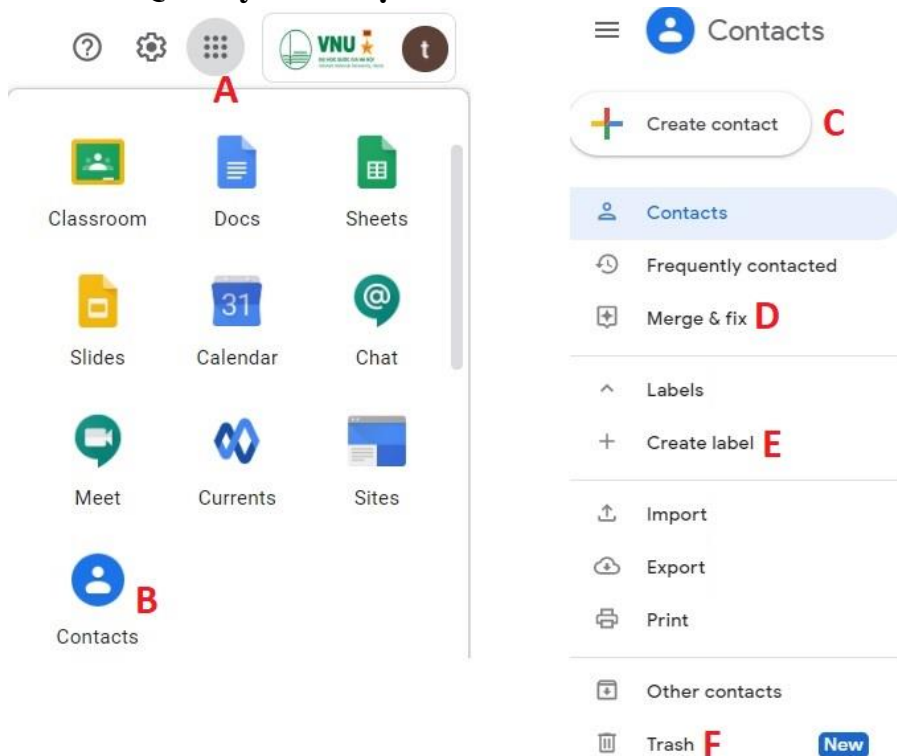 VNU
t
A
Classroom Docs Sheets
31
Slides Calendar Chat
Meet Currents Sites
B
Contacts
Contacts
Create contact C
Contacts
Frequently contacted
Merge & fix D
Labels
Create label E
Import
Export
Print
Other contacts
Trash F New